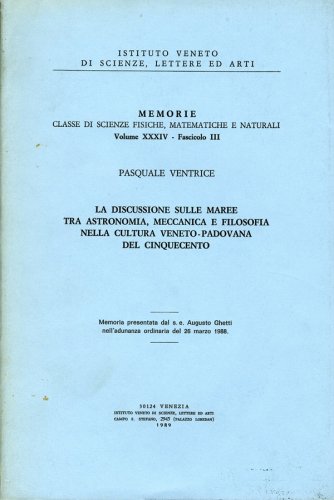 ISTITUTO VENETO
DI SCIENZE, LETTERE ED ARTI
MEMORIE
CLASSE DI SCIENZE FISICHE, MATEMATICHE E NATURALI
Volume XXXIV - Fascicolo III
PASQUALE VENTRICE
LA DISCUSSIONE SULLE MAREE
TRA ASTRONOMIA, MECCANICA E FILOSOFIA
NELLA CULTURA VENETO-PADOVANA
DEL CINQUECENTO
Memoria presentata dal s. e. Augusto Ghetti
nell'adunanza ordinaria del 26 marzo 1988.
30124 VENEZIA
ISTITUTO VENETO DI SCIENZE, LETTERE ED ARTI
CAMPO S. STEFANO, 2945 (PALAZZO LOREDAN)
1989